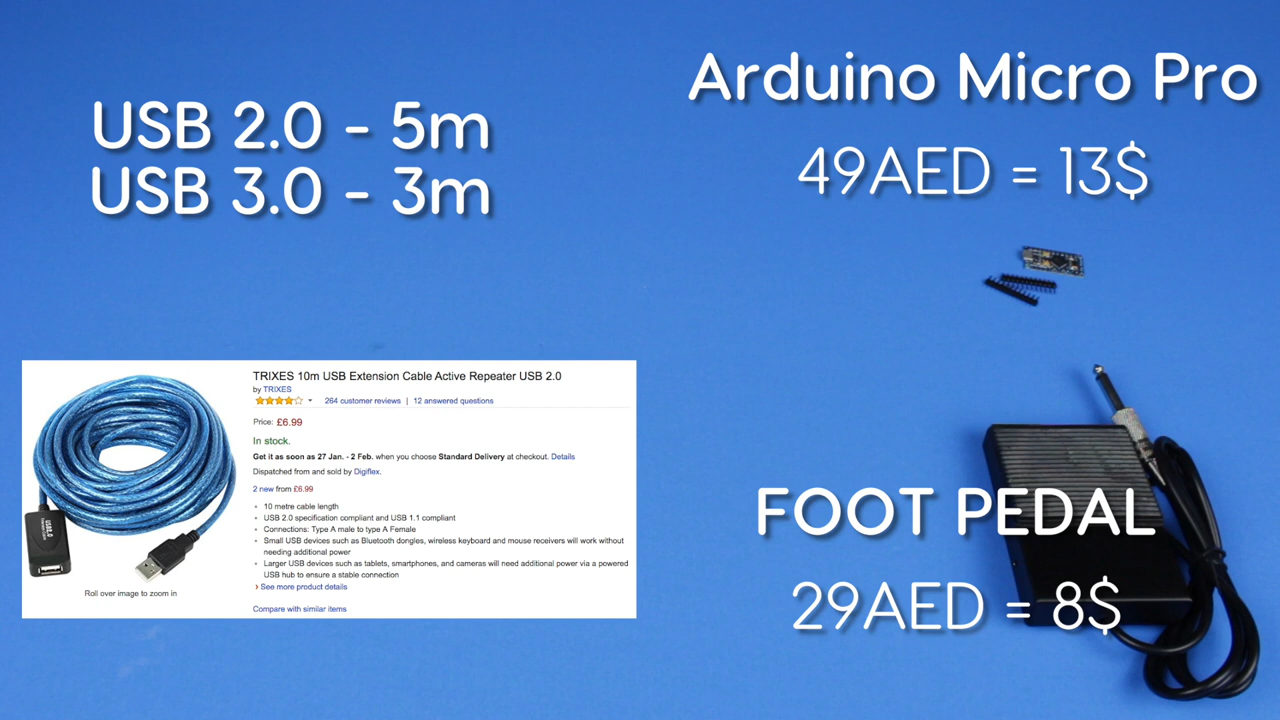 USB 2.0 - 5m
USB 3.0 - 3m
Arduino Micro Pro
49AED = 13$
TRIXES 10m USB Extension Cable Active Repeater USB 2.0
by TRIXES
264 customer reviews | 12 answered questions
Price: £6.99
In stock.
Get it as soon as 27 Jan. - 2 Feb. when you choose Standard Delivery at checkout. Details
Dispatched from and sold by Digiflex.
2 new from £6.99
10 metre cable length
USB 2.0 specification compliant and USB 1.1 compliant
Connections: Type A male to type A Female
Small USB devices such as Bluetooth dongles, wireless keyboard and mouse receivers will work without
needing additional power
Larger USB devices such as tablets, smartphones, and cameras will need additional power via a powered
USB hub to ensure a stable connection
See more product details
Compare with similar items
USB2.0
Roll over image to zoom in
FOOT PEDAL
29AED = 8$